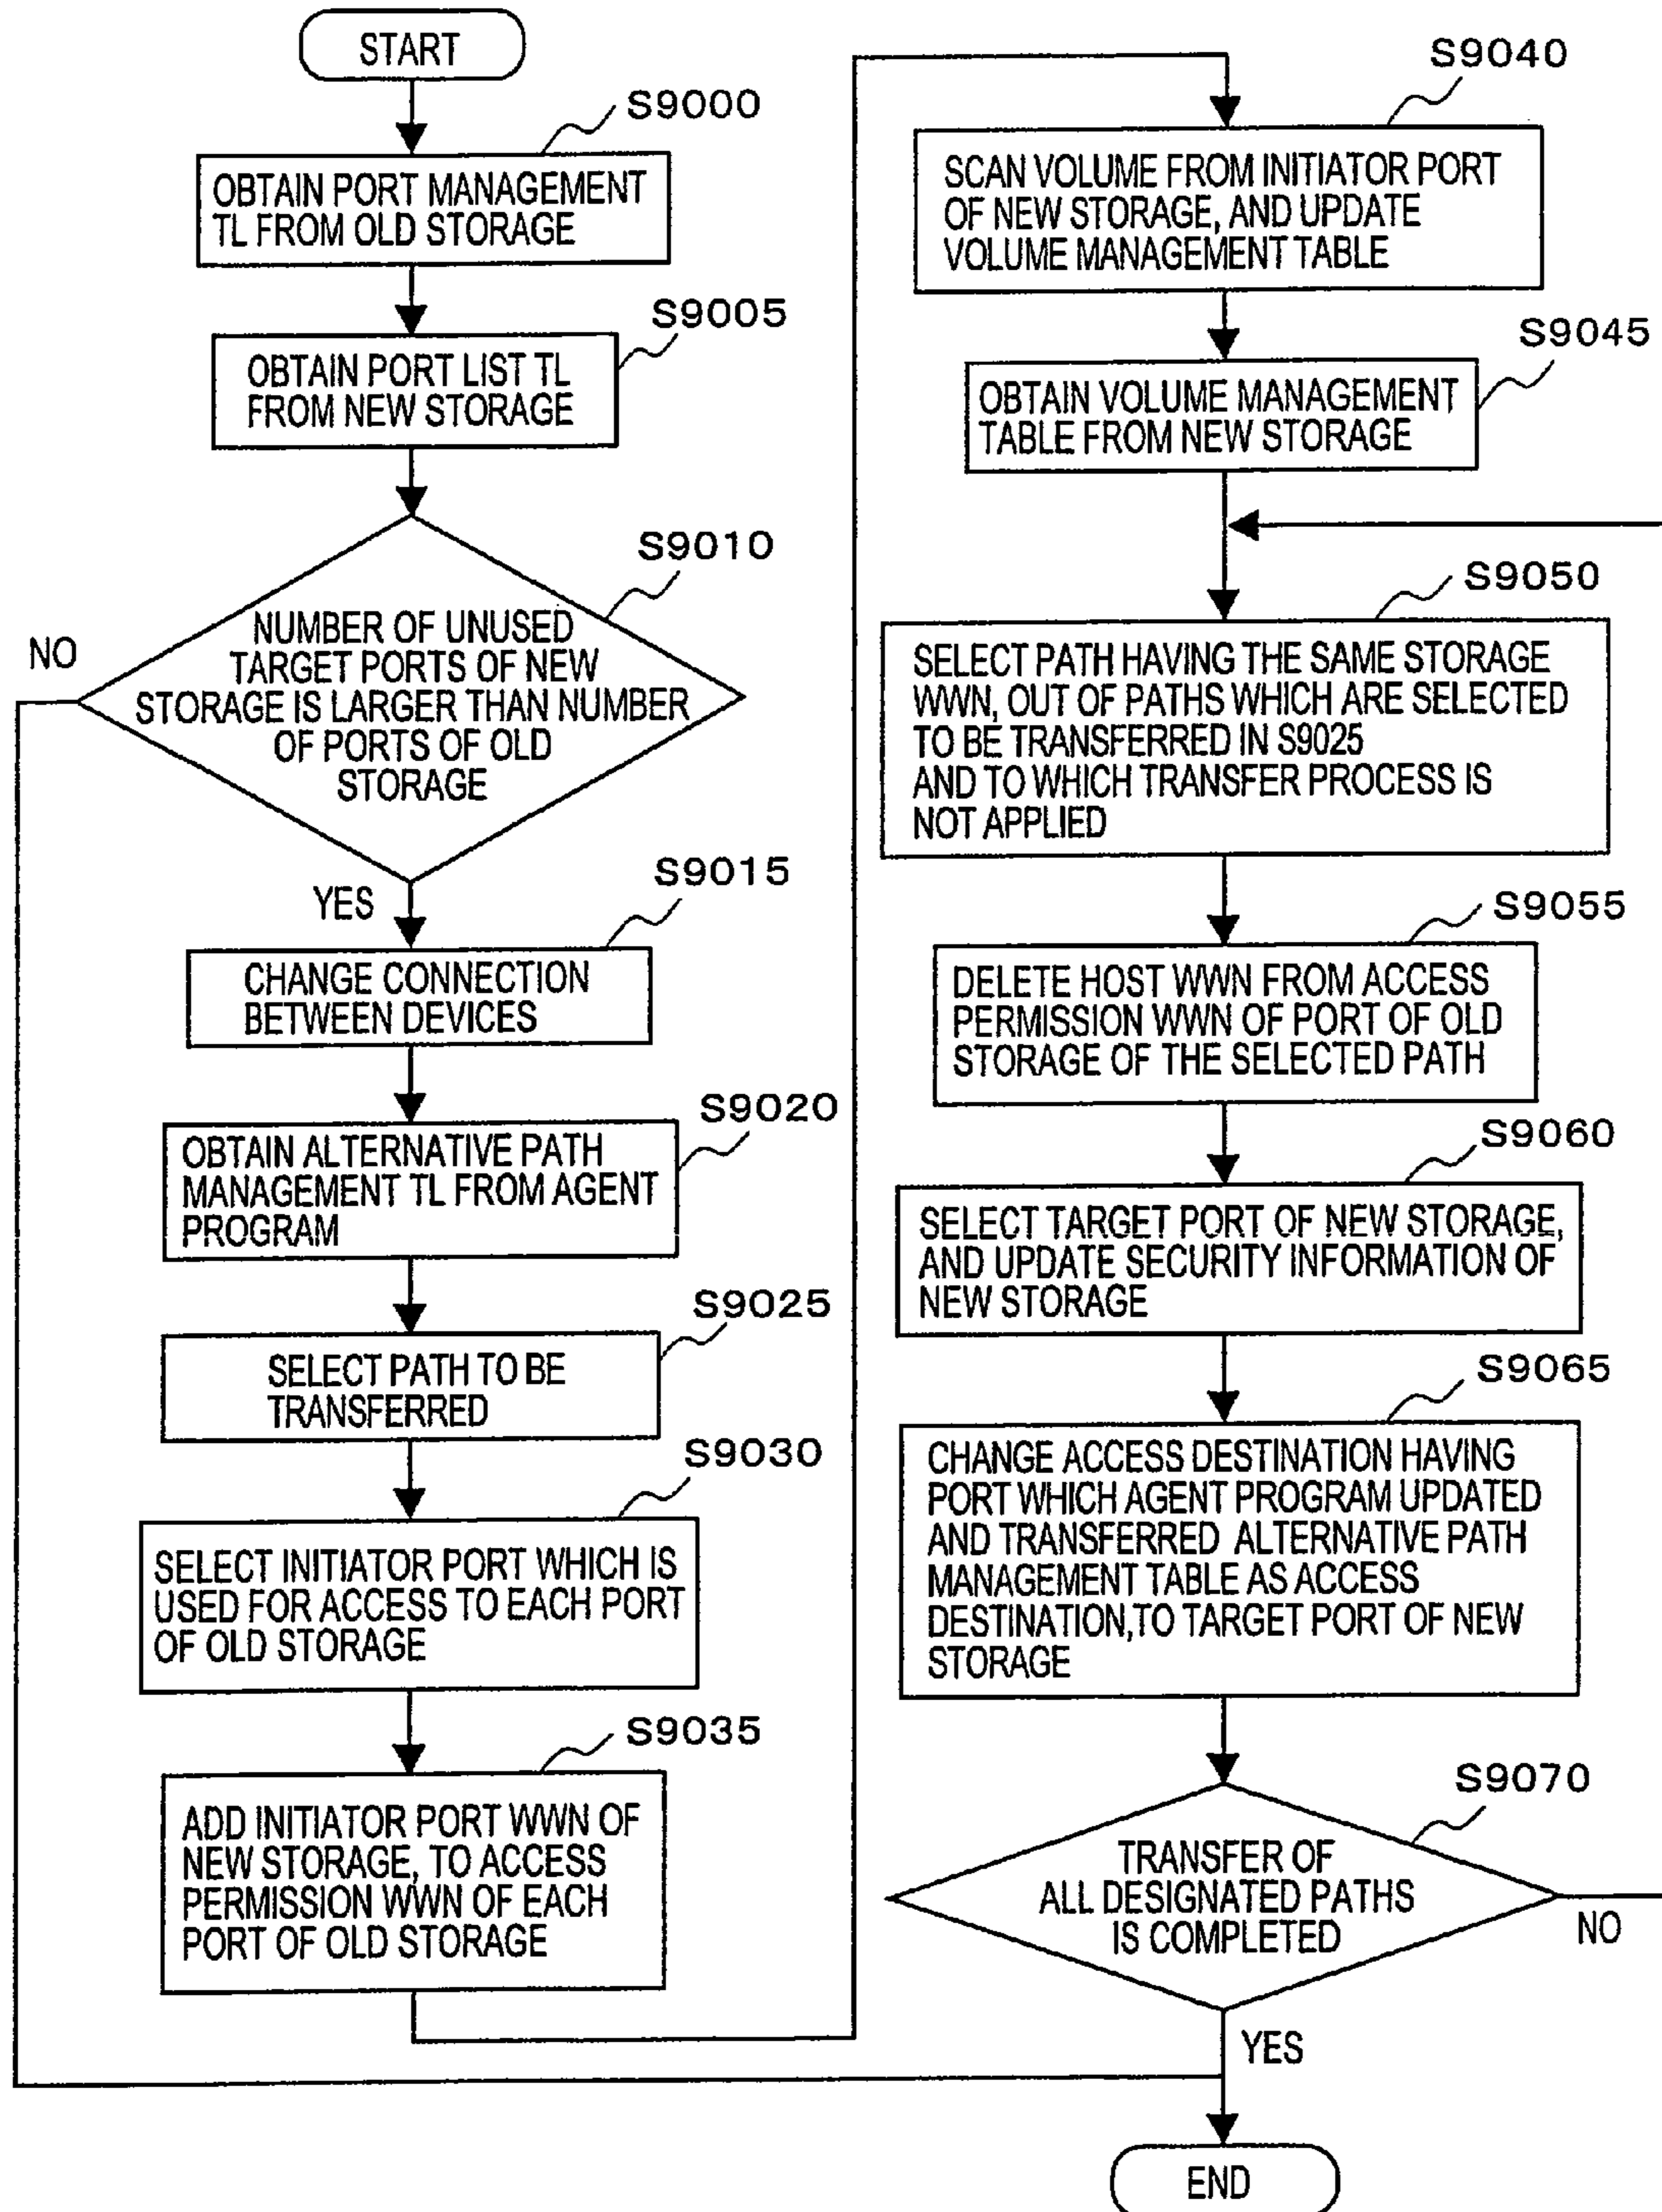 START
S9000
OBTAIN PORT MANAGEMENT
TL FROM OLD STORAGE
S9005
OBTAIN PORT LIST TL
FROM NEW STORAGE
S9010
NUMBER OF UNUSED
TARGET PORTS OF NEW
STORAGE IS LARGER THAN NUMBER
OF PORTS OF OLD
STORAGE
NO
YES
S9015
CHANGE CONNECTION
BETWEEN DEVICES
S9020
OBTAIN ALTERNATIVE PATH
MANAGEMENT TL FROM AGENT
PROGRAM
S9025
SELECT PATH TO BE
TRANSFERRED
S9030
SELECT INITIATOR PORT WHICH IS
USED FOR ACCESS TO EACH PORT
OF OLD STORAGE
S9035
ADD INITIATOR PORT WWN OF
NEW STORAGE, TO ACCESS
PERMISSION WWN OF EACH
PORT OF OLD STORAGE
S9040
SCAN VOLUME FROM INITIATOR PORT
OF NEW STORAGE, AND UPDATE
VOLUME MANAGEMENT TABLE
S9045
OBTAIN VOLUME MANAGEMENT
TABLE FROM NEW STORAGE
S9050
SELECT PATH HAVING THE SAME STORAGE
WWN, OUT OF PATHS WHICH ARE SELECTED
TO BE TRANSFERRED IN S9025
AND TO WHICH TRANSFER PROCESS IS
NOT APPLIED
S9055
DELETE HOST WWN FROM ACCESS
PERMISSION WWN OF PORT OF OLD
STORAGE OF THE SELECTED PATH
S9060
SELECT TARGET PORT OF NEW STORAGE,
AND UPDATE SECURITY INFORMATION OF
NEW STORAGE
S9065
CHANGE ACCESS DESTINATION HAVING
PORT WHICH AGENT PROGRAM UPDATED
AND TRANSFERRED ALTERNATIVE PATH
MANAGEMENT TABLE AS ACCESS
DESTINATION,TO TARGET PORT OF NEW
STORAGE
S9070
TRANSFER OF
ALL DESIGNATED PATHS
IS COMPLETED
NO
YES
END